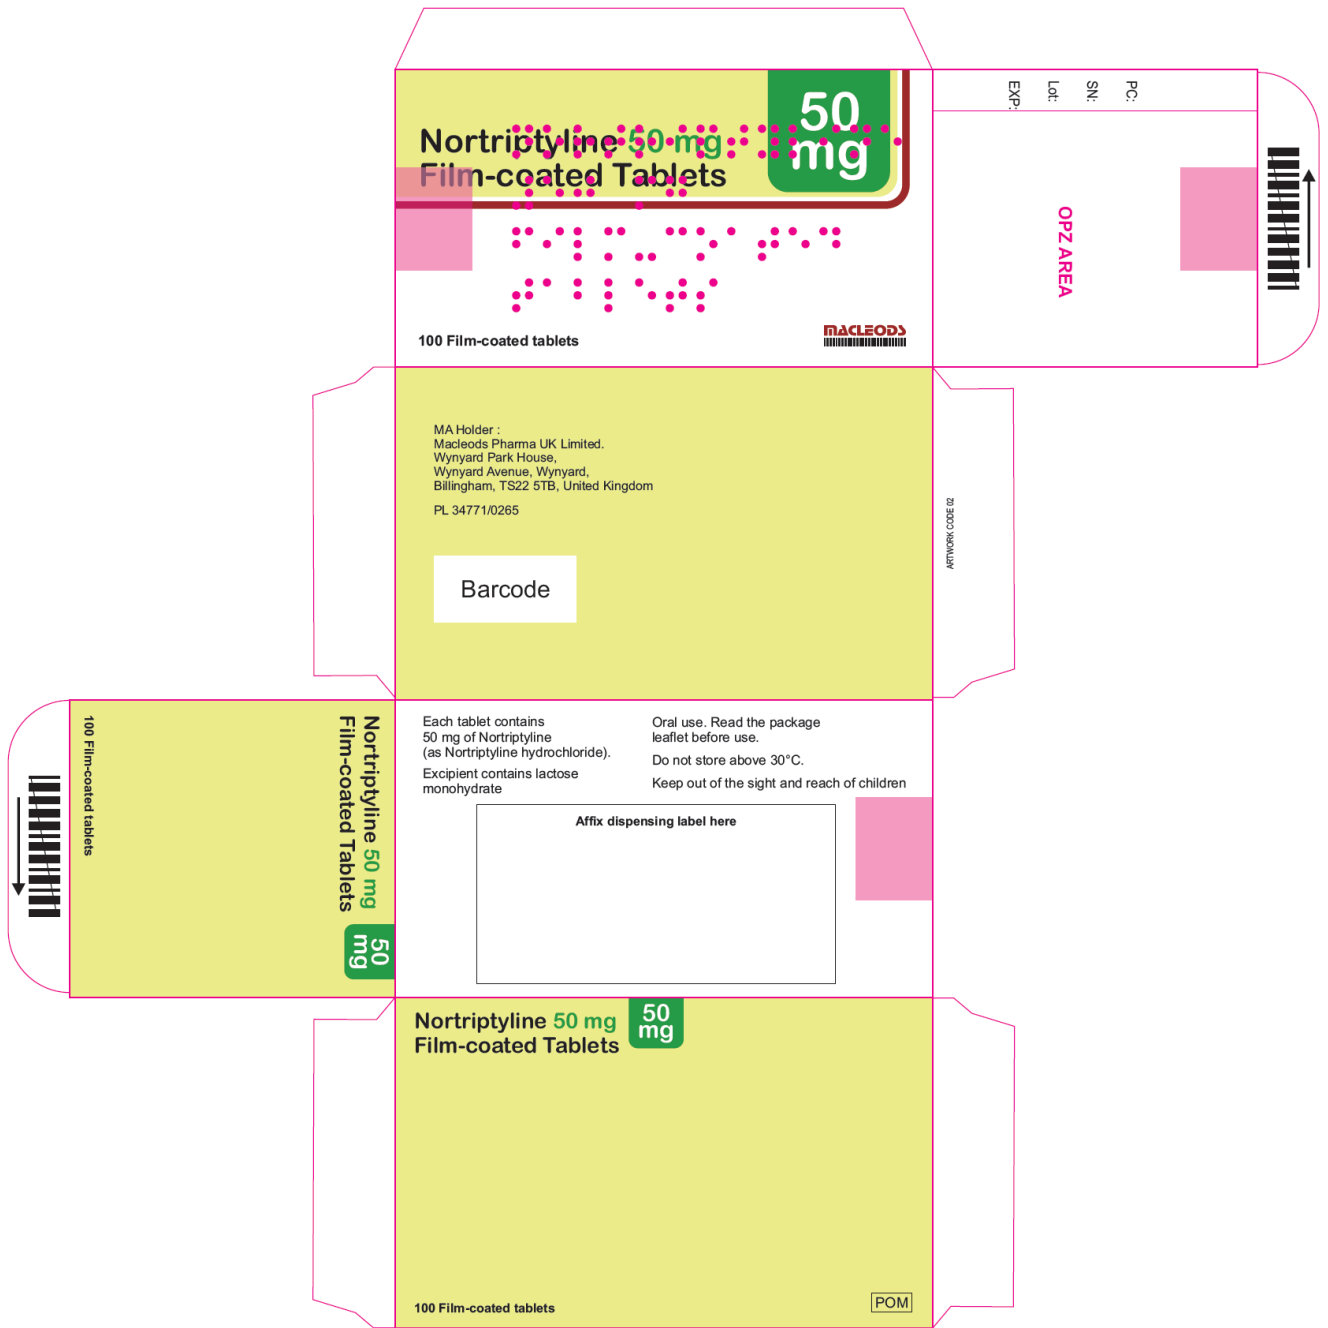 Nortriptyline 50 mg
Film-coated Tablets
50
mg
100 Film-coated tablets
MACLEODS
PC:
SN:
Lot:
EXP:
OPZ AREA
MA Holder :
Macleods Pharma UK Limited.
Wynyard Park House,
Wynyard Avenue, Wynyard,
Billingham, TS22 5TB, United Kingdom
PL 34771/0265
Barcode
ARTWORK CODE 02
Nortriptyline 50 mg
Film-coated Tablets
50
mg
100 Film-coated tablets
Each tablet contains
50 mg of Nortriptyline
(as Nortriptyline hydrochloride).
Excipient contains lactose
monohydrate
Oral use. Read the package
leaflet before use.
Do not store above 30°C.
Keep out of the sight and reach of children
Affix dispensing label here
Nortriptyline 50 mg
Film-coated Tablets
50
mg
100 Film-coated tablets
POM